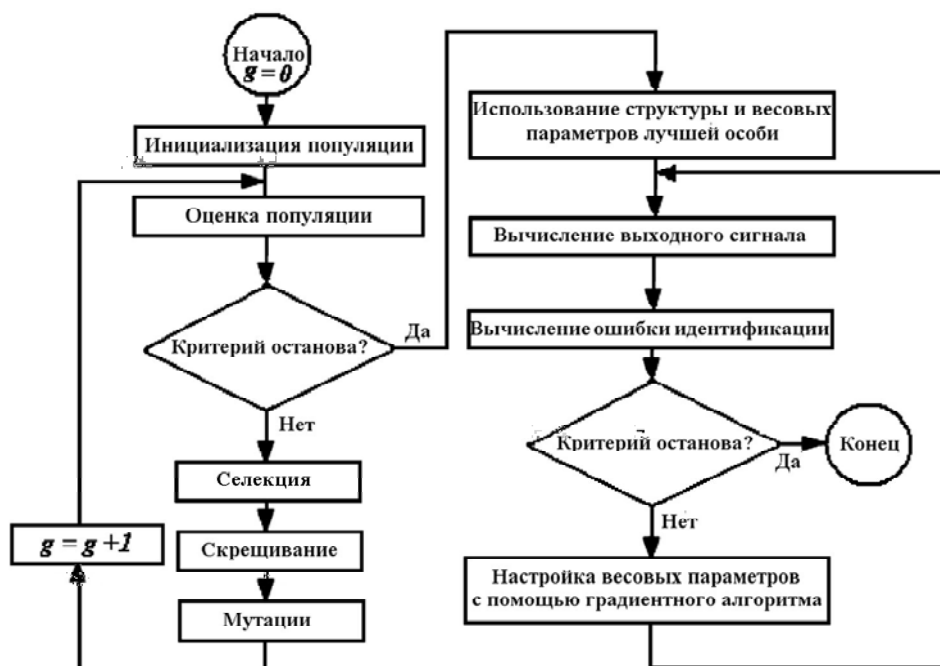 Начало
g = 0
Инициализация популяции
Оценка популяции
Критерий останова?
Да
Нет
Селекция
Скрещивание
Мутации
g = g +1
Использование структуры и весовых
параметров лучшей особи
Вычисление выходного сигнала
Вычисление ошибки идентификации
Критерий останова?
Да
Конец
Нет
Настройка весовых параметров
с помощью градиентного алгоритма